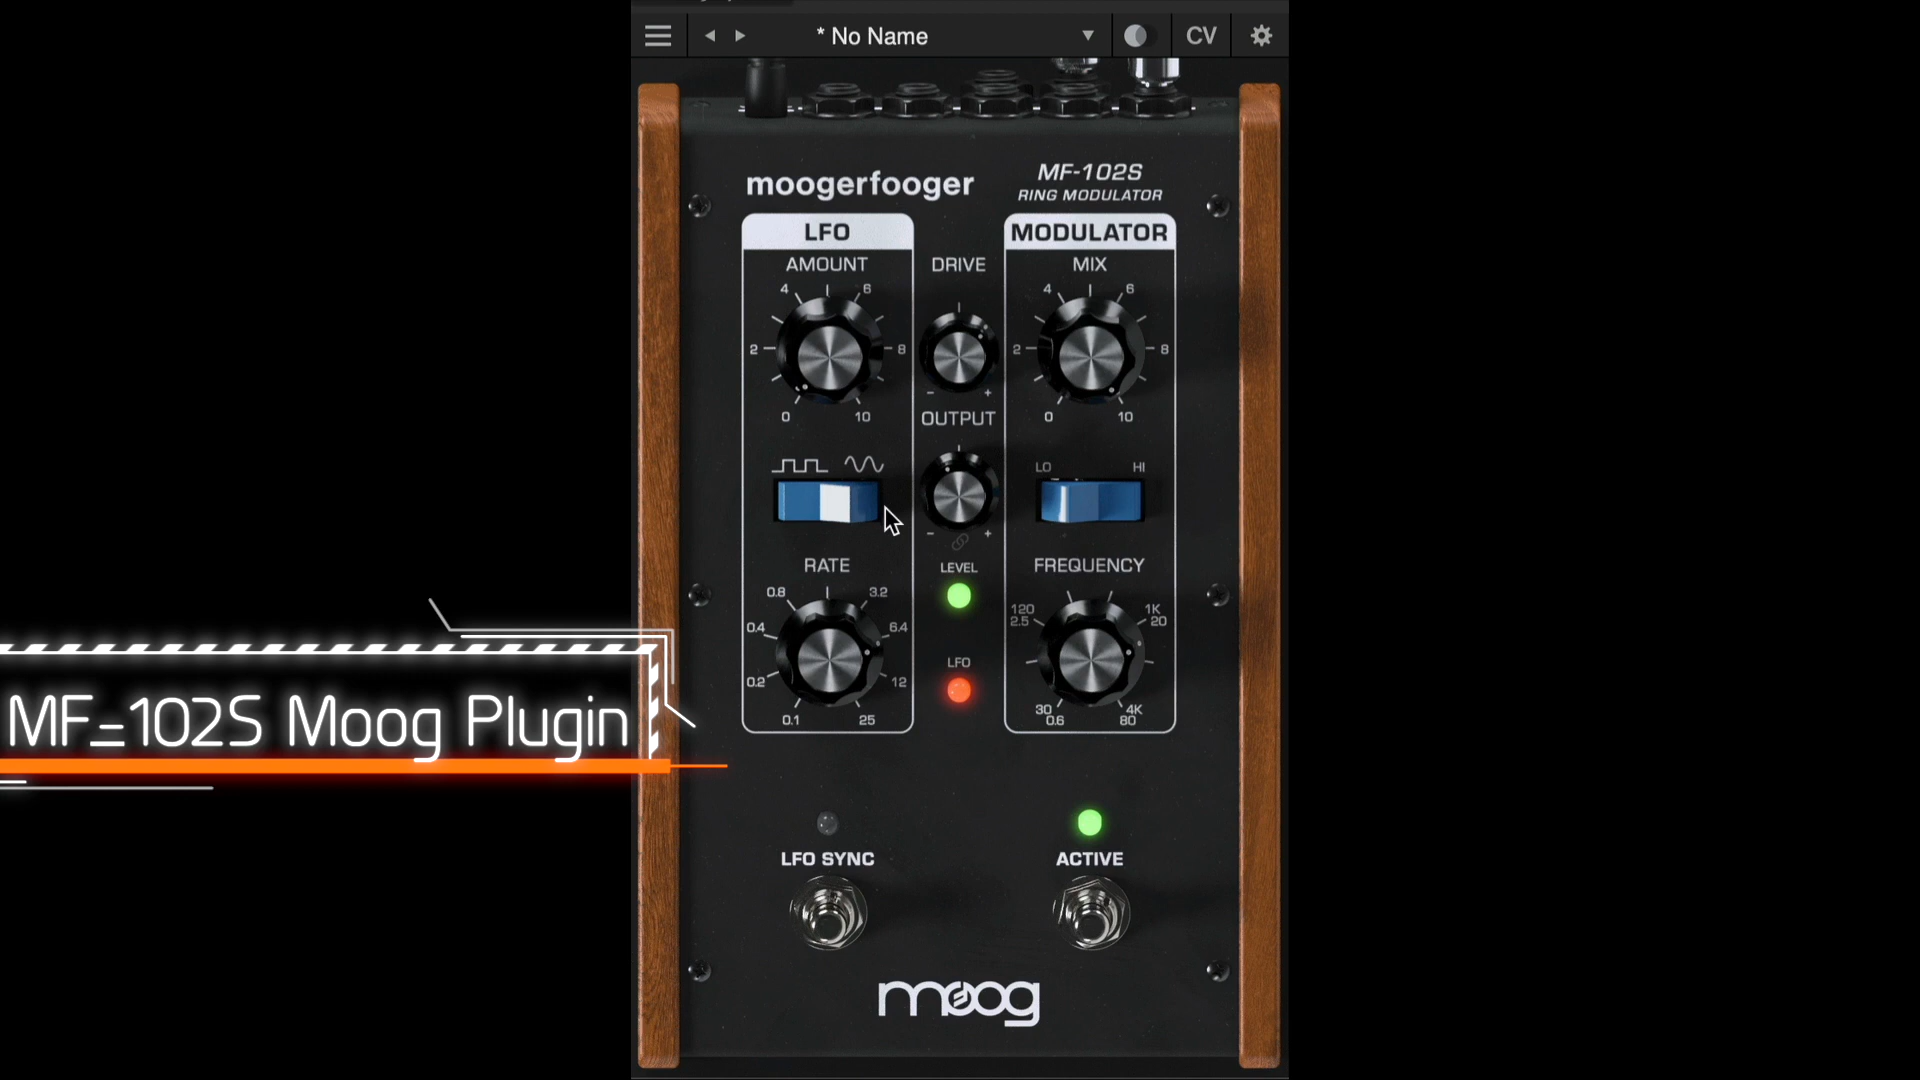 * No Name
CV
moogerfooger
MF-102S
RING MODULATOR
LFO
MODULATOR
AMOUNT
DRIVE
MIX
4 6
2 8
0 10
4 6
2 8
0 10
- +
OUTPUT
LO HI
- +
RATE
LEVEL
FREQUENCY
0.8 3.2
0.4 6.4
0.2 12
0.1 25
120 1K
2.5 20
30 4K
0.6 80
LFO
MF-102S Moog Plugin
LFO SYNC
ACTIVE
moog